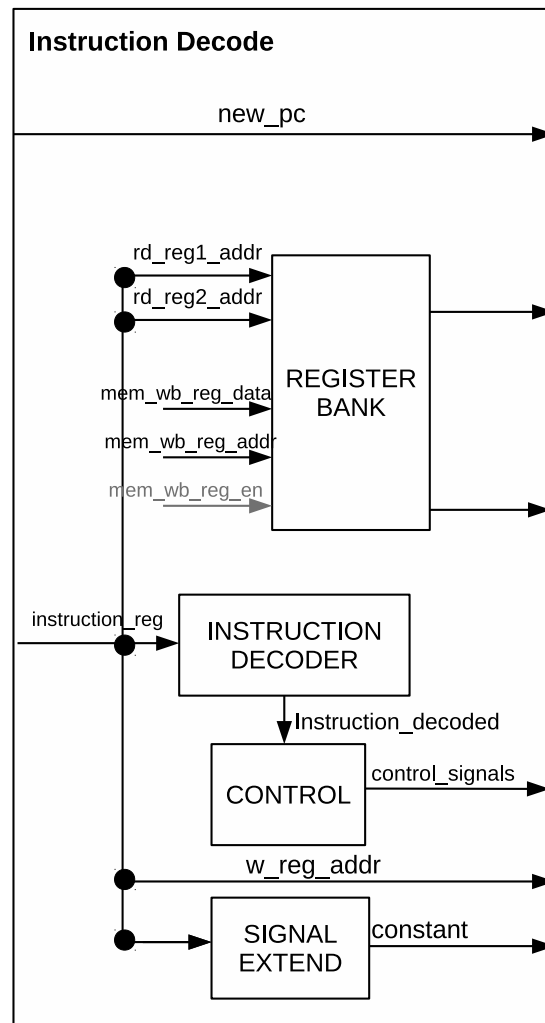 Instruction Decode
new_pc
rd_reg1_addr
rd_reg2_addr
REGISTER
BANK
mem_wb_reg_data
mem_wb_reg_addr
mem_wb_reg_en
instruction_reg
INSTRUCTION
DECODER
Instruction_decoded
CONTROL
control_signals
w_reg_addr
SIGNAL
EXTEND
constant